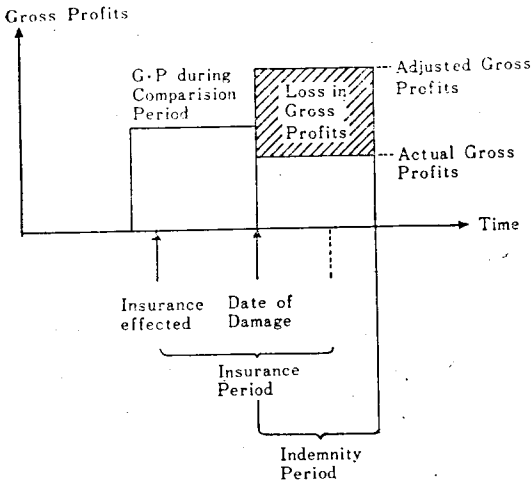 Gross Profits
G·P during
Comparision
Period
Loss in
Gross
Profits
Adjusted Gross
Profits
Actual Gross
Profits
Time
Insurance
effected
Date of
Damage
Insurance
Period
Indemnity
Period